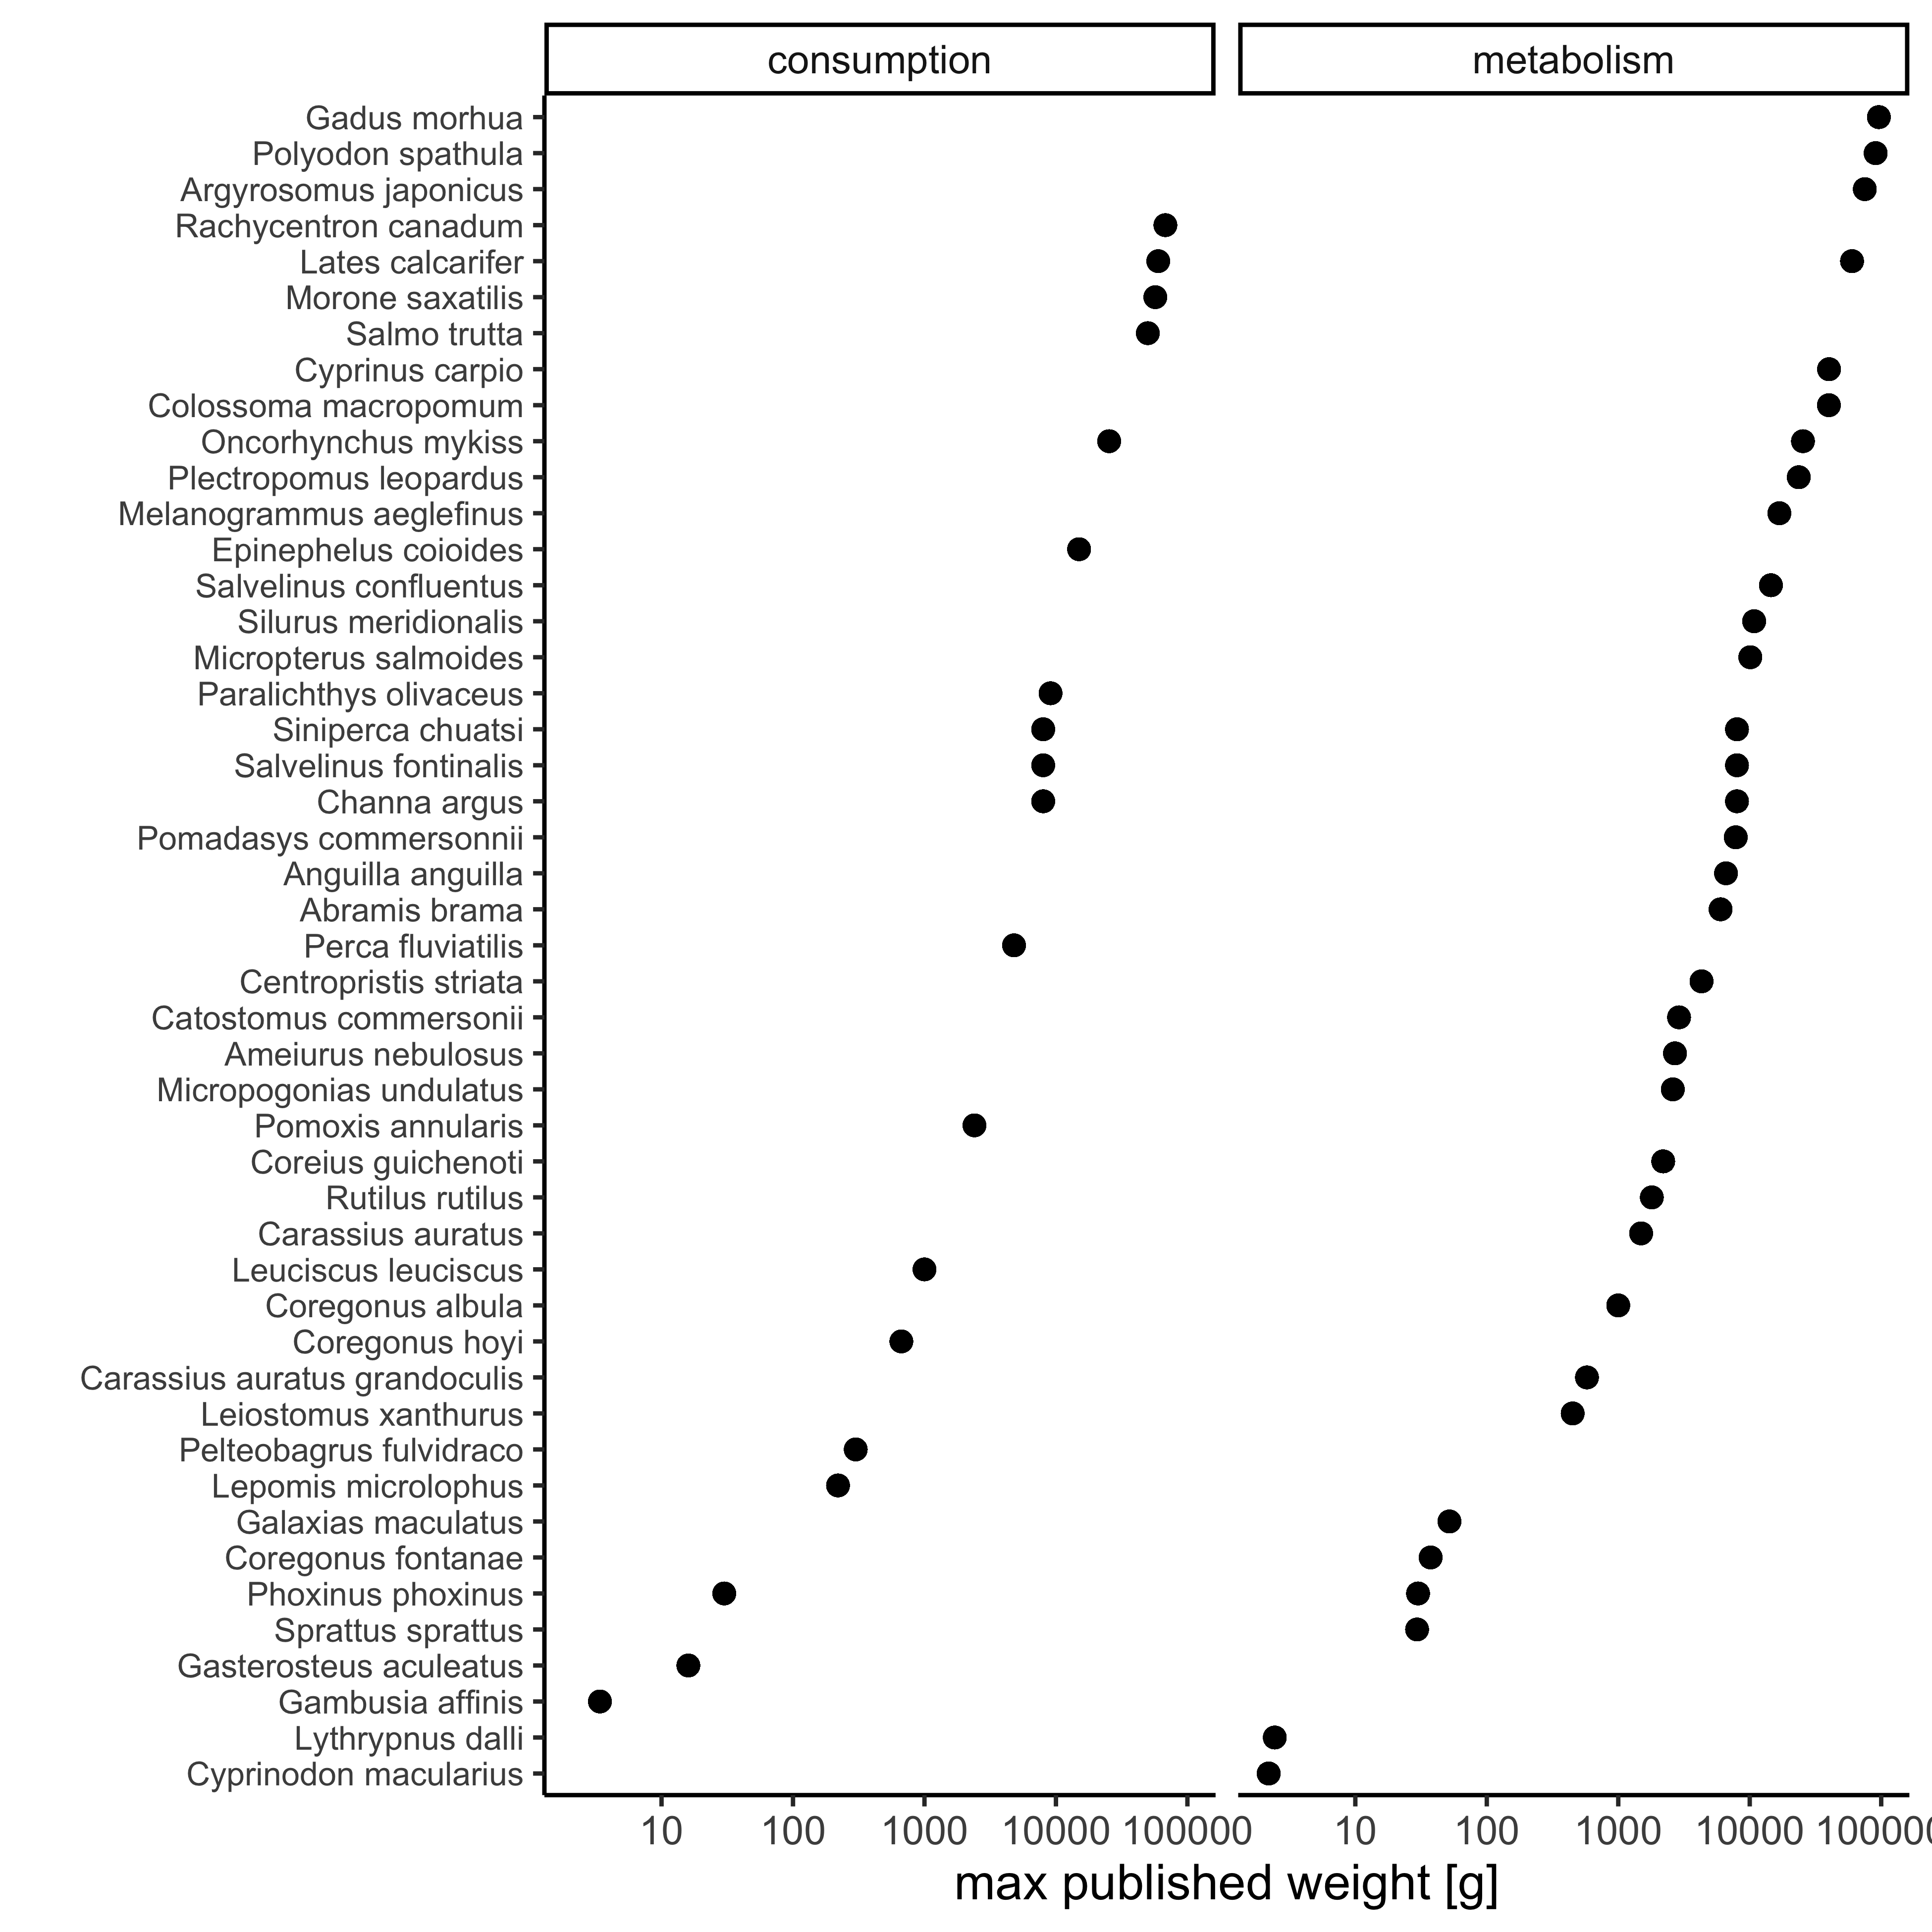 consumption metabolism
Gadus morhua
Polyodon spathula
Argyrosomus japonicus
Rachycentron canadum
Lates calcarifer
Morone saxatilis
Salmo trutta
Cyprinus carpio
Colossoma macropomum
Oncorhynchus mykiss
Plectropomus leopardus
Melanogrammus aeglefinus
Epinephelus coioides
Salvelinus confluentus
Silurus meridionalis
Micropterus salmoides
Paralichthys olivaceus
Siniperca chuatsi
Salvelinus fontinalis
Channa argus
Pomadasys commersonnii
Anguilla anguilla
Abramis brama
Perca fluviatilis
Centropristis striata
Catostomus commersonii
Ameiurus nebulosus
Micropogonias undulatus
Pomoxis annularis
Coreius guichenoti
Rutilus rutilus
Carassius auratus
Leuciscus leuciscus
Coregonus albula
Coregonus hoyi
Carassius auratus grandoculis
Leiostomus xanthurus
Pelteobagrus fulvidraco
Lepomis microlophus
Galaxias maculatus
Coregonus fontanae
Phoxinus phoxinus
Sprattus sprattus
Gasterosteus aculeatus
Gambusia affinis
Lythrypnus dalli
Cyprinodon macularius
10 100 1000 10000 100000 10 100 1000 10000 100000
max published weight [g]